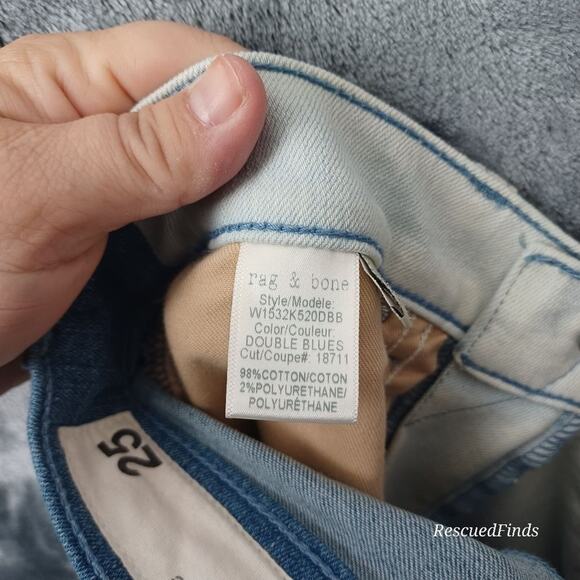 rag & bone
Style/Modèle:
W1532K520DBB
Color/Couleur:
DOUBLE BLUES
Cut/Coupe#: 18711
98%COTTON/COTON
2%POLYURETHANE/
POLYURÉTHANE
25
RescuedFinds